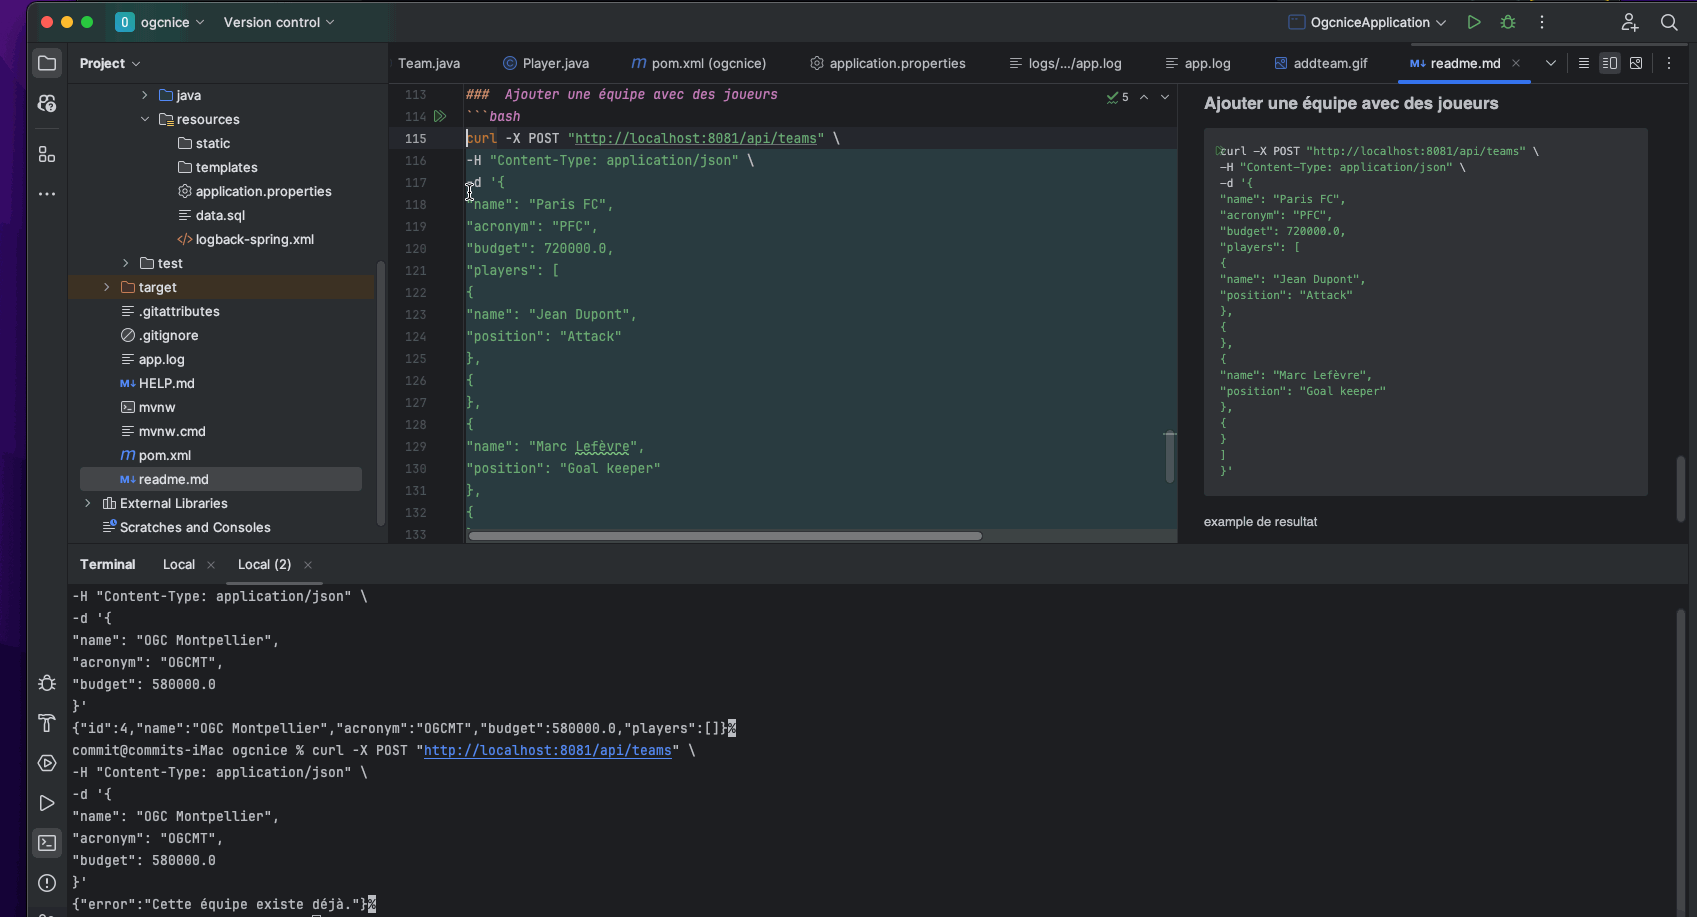 ogcnice
Version control
OgcniceApplication
Project
java
resources
static
templates
application.properties
data.sql
logback-spring.xml
test
target
.gitattributes
.gitignore
app.log
HELP.md
mvnw
mvnw.cmd
pom.xml
readme.md
External Libraries
Scratches and Consoles
Team.java
Player.java
pom.xml (ogcnice)
application.properties
logs/.../app.log
app.log
addteam.gif
readme.md
5
113 ### Ajouter une équipe avec des joueurs
114 ```bash
115 curl -X POST "http://localhost:8081/api/teams" \
116 -H "Content-Type: application/json" \
117 -d '{
118 "name": "Paris FC",
119 "acronym": "PFC",
120 "budget": 720000.0,
121 "players": [
122 {
123 "name": "Jean Dupont",
124 "position": "Attack"
125 },
126 {
127 },
128 {
129 "name": "Marc Lefèvre",
130 "position": "Goal keeper"
131 },
132 {
133
Ajouter une équipe avec des joueurs
curl -X POST "http://localhost:8081/api/teams" \
-H "Content-Type: application/json" \
-d '{
"name": "Paris FC",
"acronym": "PFC",
"budget": 720000.0,
"players": [
{
"name": "Jean Dupont",
"position": "Attack"
},
{
},
{
"name": "Marc Lefèvre",
"position": "Goal keeper"
},
{
}
]
}'
example de resultat
Terminal
Local
Local (2)
-H "Content-Type: application/json" \
-d '{
"name": "OGC Montpellier",
"acronym": "OGCMT",
"budget": 580000.0
}'
{"id":4,"name":"OGC Montpellier","acronym":"OGCMT","budget":580000.0,"players":[]}%
commit@commits-iMac ogcnice % curl -X POST "http://localhost:8081/api/teams" \
-H "Content-Type: application/json" \
-d '{
"name": "OGC Montpellier",
"acronym": "OGCMT",
"budget": 580000.0
}'
{"error":"Cette équipe existe déjà."}%